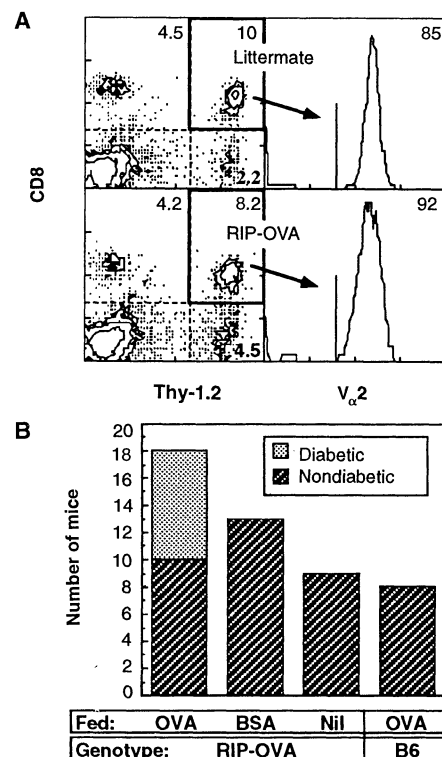 A
4.5 10 85
Littermate
2.2
4.2 8.2 92
RIP-OVA
4.5
CD8
Thy-1.2 Vα2
B
20
18
16
14
12
10
8
6
4
2
0
Number of mice
Diabetic
Nondiabetic
Fed: OVA BSA Nil OVA
Genotype: RIP-OVA B6